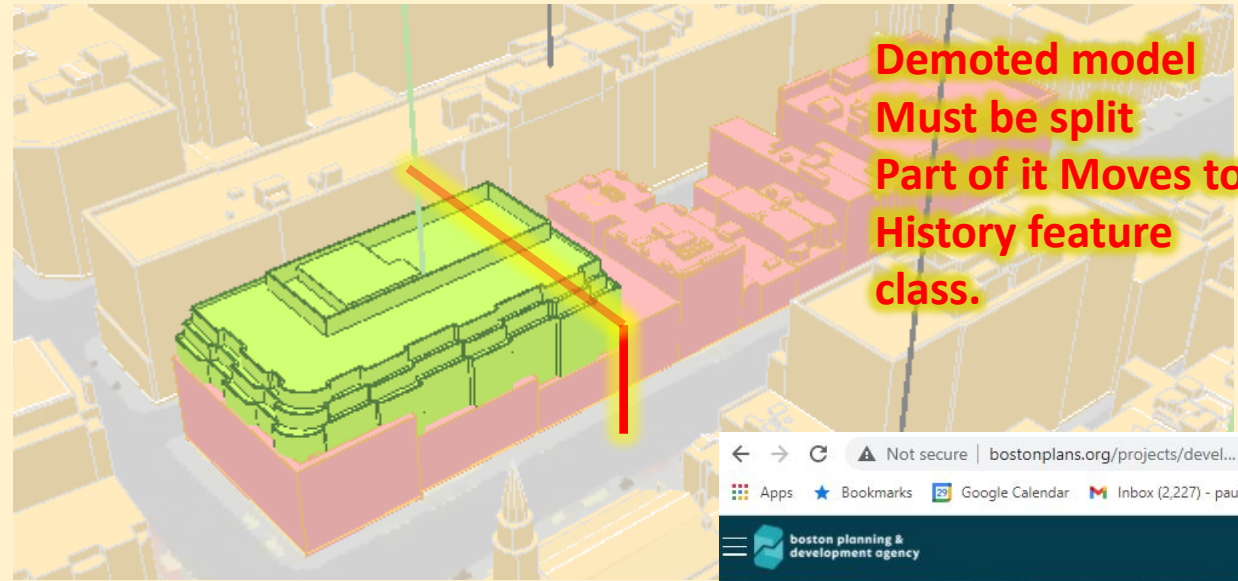 Demoted model
Must be split
Part of it Moves to
History feature
class.
Not secure | bostonplans.org/projects/devel...
Apps Bookmarks 29 Google Calendar Inbox (2,227) - pau
boston planning &
development agency